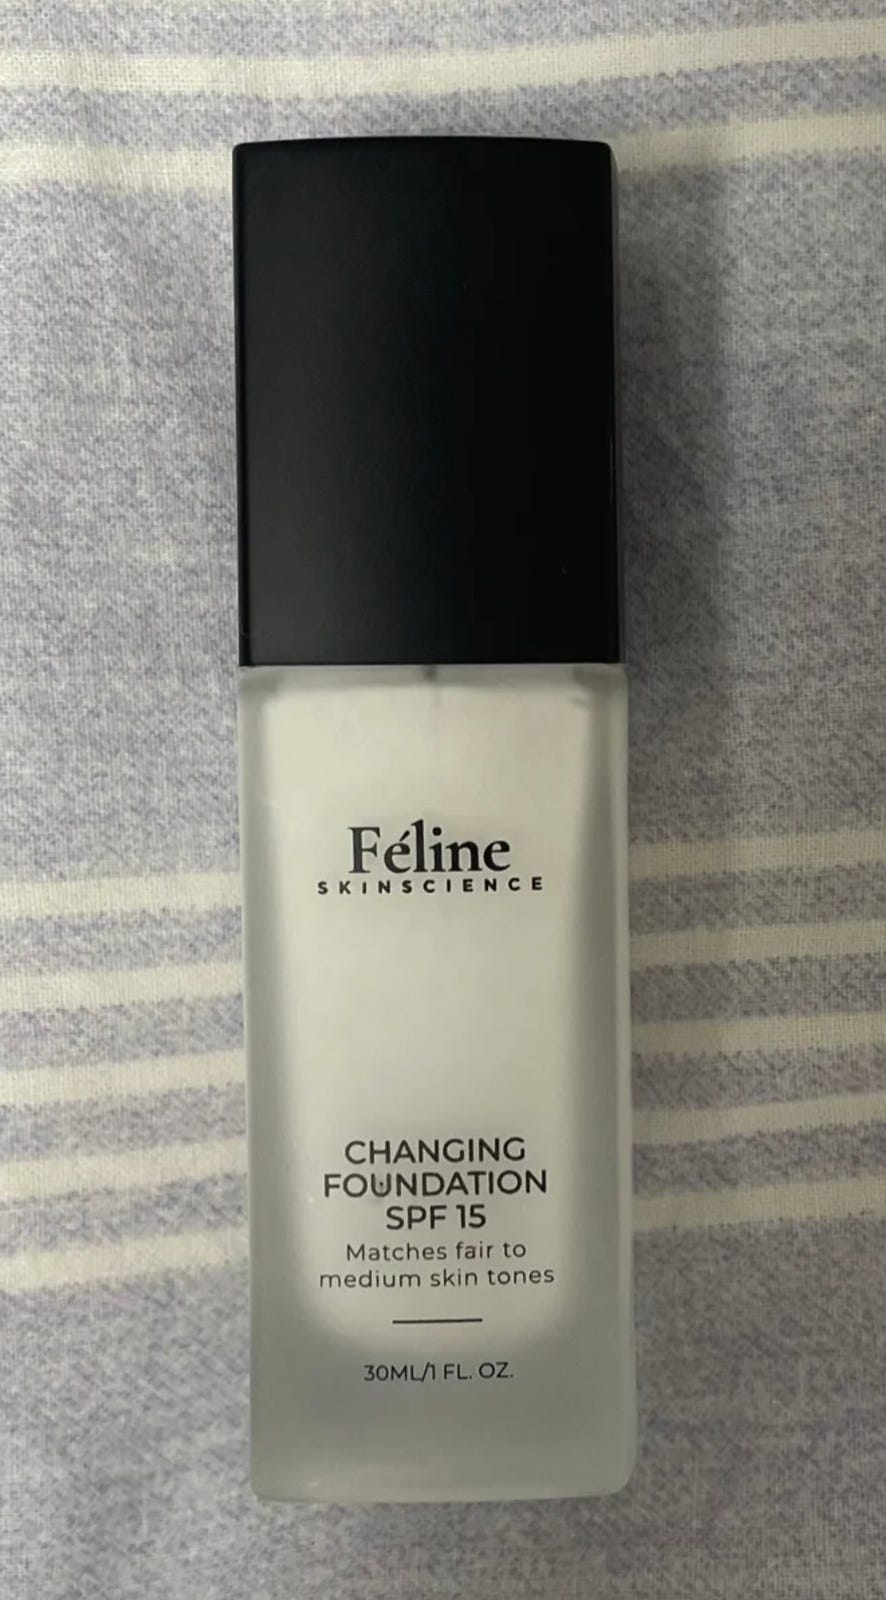 Féline
SKINSCIENCE
CHANGING
FOUNDATION
SPF 15
Matches fair to
medium skin tones
30ML/1 FL. OZ.